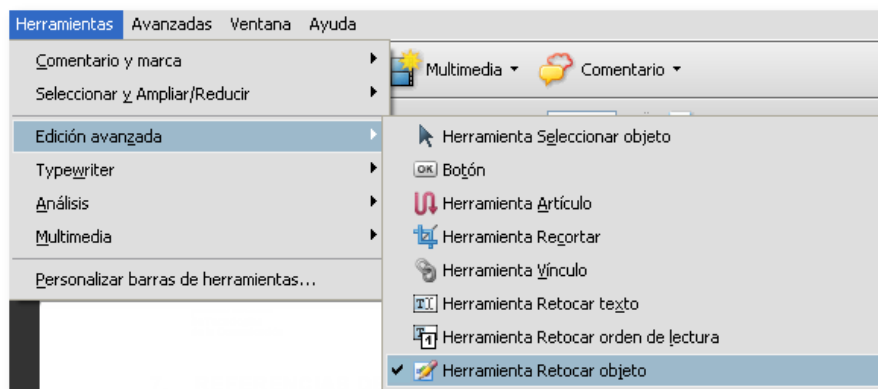 Herramientas Avanzadas Ventana Ayuda
Comentario y marca
Seleccionar y Ampliar/Reducir
Multimedia Comentario
Edición avanzada
Typewriter
Análisis
Multimedia
Personalizar barras de herramientas...
Herramienta Seleccionar objeto
OK Botón
Herramienta Artículo
Herramienta Recortar
Herramienta Vínculo
T Herramienta Retocar texto
1 Herramienta Retocar orden de lectura
Herramienta Retocar objeto